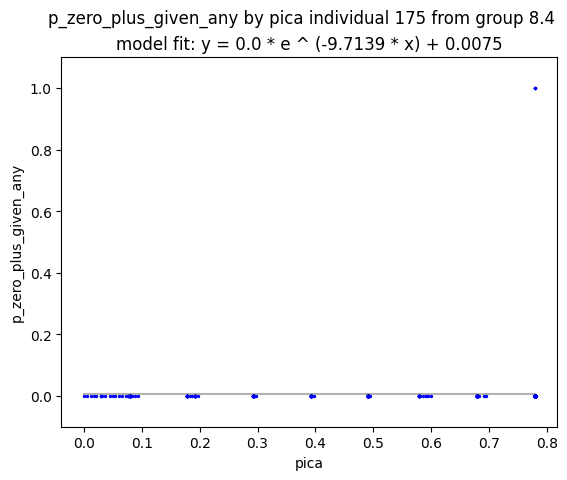 p_zero_plus_given_any by pica individual 175 from group 8.4
model fit: y = 0.0 * e ^ (-9.7139 * x) + 0.0075
p_zero_plus_given_any
1.0
0.8
0.6
0.4
0.2
0.0
0.0 0.1 0.2 0.3 0.4 0.5 0.6 0.7 0.8
pica